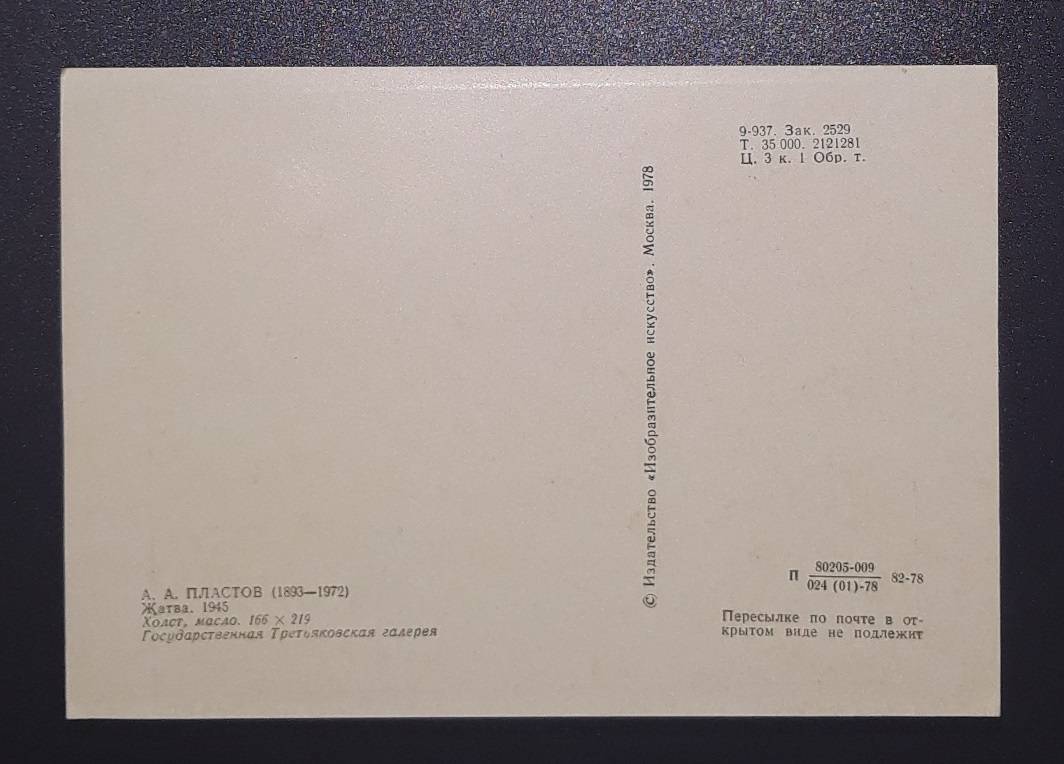 9-937. Зак. 2529
Т. 35 000. 2121281
Ц. 3 к. 1 Обр. т.
© Издательство «Изобразительное искусство». Москва. 1978
А. А. ПЛАСТОВ (1893—1972)
Жатва. 1945
Холст, масло. 166 × 219
Государственная Третьяковская галерея
П 80205-009 82-78
024 (01)-78
Пересылке по почте в от-
крытом виде не подлежит